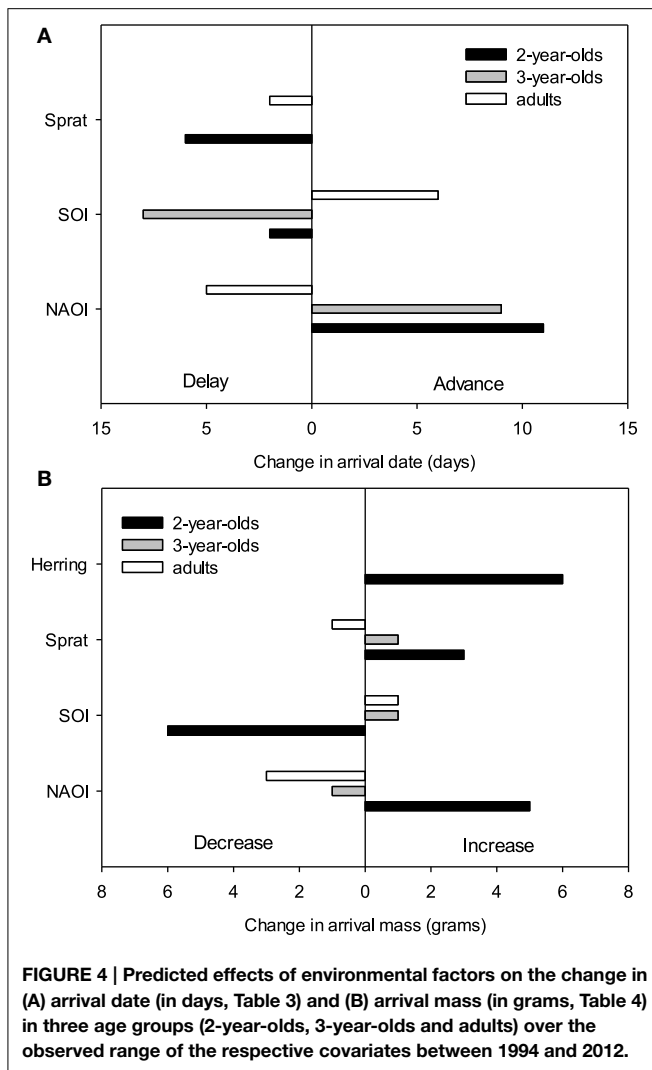 A
2-year-olds
3-year-olds
adults
Sprat
SOI
NAOI
Delay
Advance
15 5 0 5 10 15
Change in arrival date (days)
B
2-year-olds
3-year-olds
adults
Herring
Sprat
SOI
NAOI
Decrease
Increase
8 6 4 2 0 2 4 6 8
Change in arrival mass (grams)
FIGURE 4 | Predicted effects of environmental factors on the change in
(A) arrival date (in days, Table 3) and (B) arrival mass (in grams, Table 4)
in three age groups (2-year-olds, 3-year-olds and adults) over the
observed range of the respective covariates between 1994 and 2012.